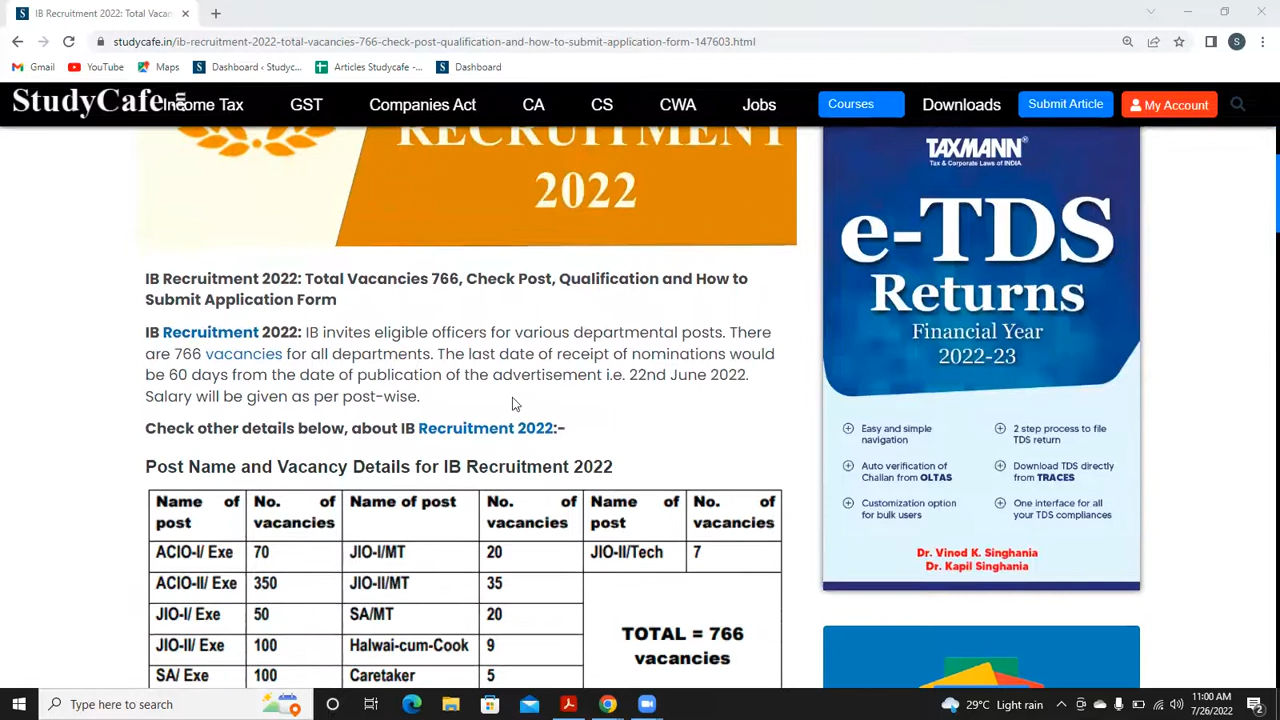 IB Recruitment 2022: Total Vacan
studycafe.in/ib-recruitment-2022-total-vacancies-766-check-post-qualification-and-how-to-submit-application-form-147603.html
S
Gmail YouTube Maps Dashboard ‹ Studyc... Articles Studycafe -... Dashboard
StudyCafe.in Income Tax GST Companies Act CA CS CWA Jobs Courses Downloads Submit Article My Account
RECRUITMENT
2022
IB Recruitment 2022: Total Vacancies 766, Check Post, Qualification and How to
Submit Application Form
IB Recruitment 2022: IB invites eligible officers for various departmental posts. There
are 766 vacancies for all departments. The last date of receipt of nominations would
be 60 days from the date of publication of the advertisement i.e. 22nd June 2022.
Salary will be given as per post-wise.
Check other details below, about IB Recruitment 2022:-
Post Name and Vacancy Details for IB Recruitment 2022
Name of post No. of vacancies Name of post No. of vacancies Name of post No. of vacancies
ACIO-I/ Exe 70 JIO-I/MT 20 JIO-II/Tech 7
ACIO-II/ Exe 350 JIO-II/MT 35
JIO-I/ Exe 50 SA/MT 20
JIO-II/ Exe 100 Halwai-cum-Cook 9
SA/ Exe 100 Caretaker 5
TOTAL = 766
vacancies
TAXMANN®
Tax & Corporate Laws of INDIA
e-TDS
Returns
Financial Year
2022-23
Easy and simple
navigation
2 step process to file
TDS return
Auto verification of
Challan from OLTAS
Download TDS directly
from TRACES
Customization option
for bulk users
One interface for all
your TDS compliances
Dr. Vinod K. Singhania
Dr. Kapil Singhania
Type here to search
29°C Light rain
11:00 AM
7/26/2022
2